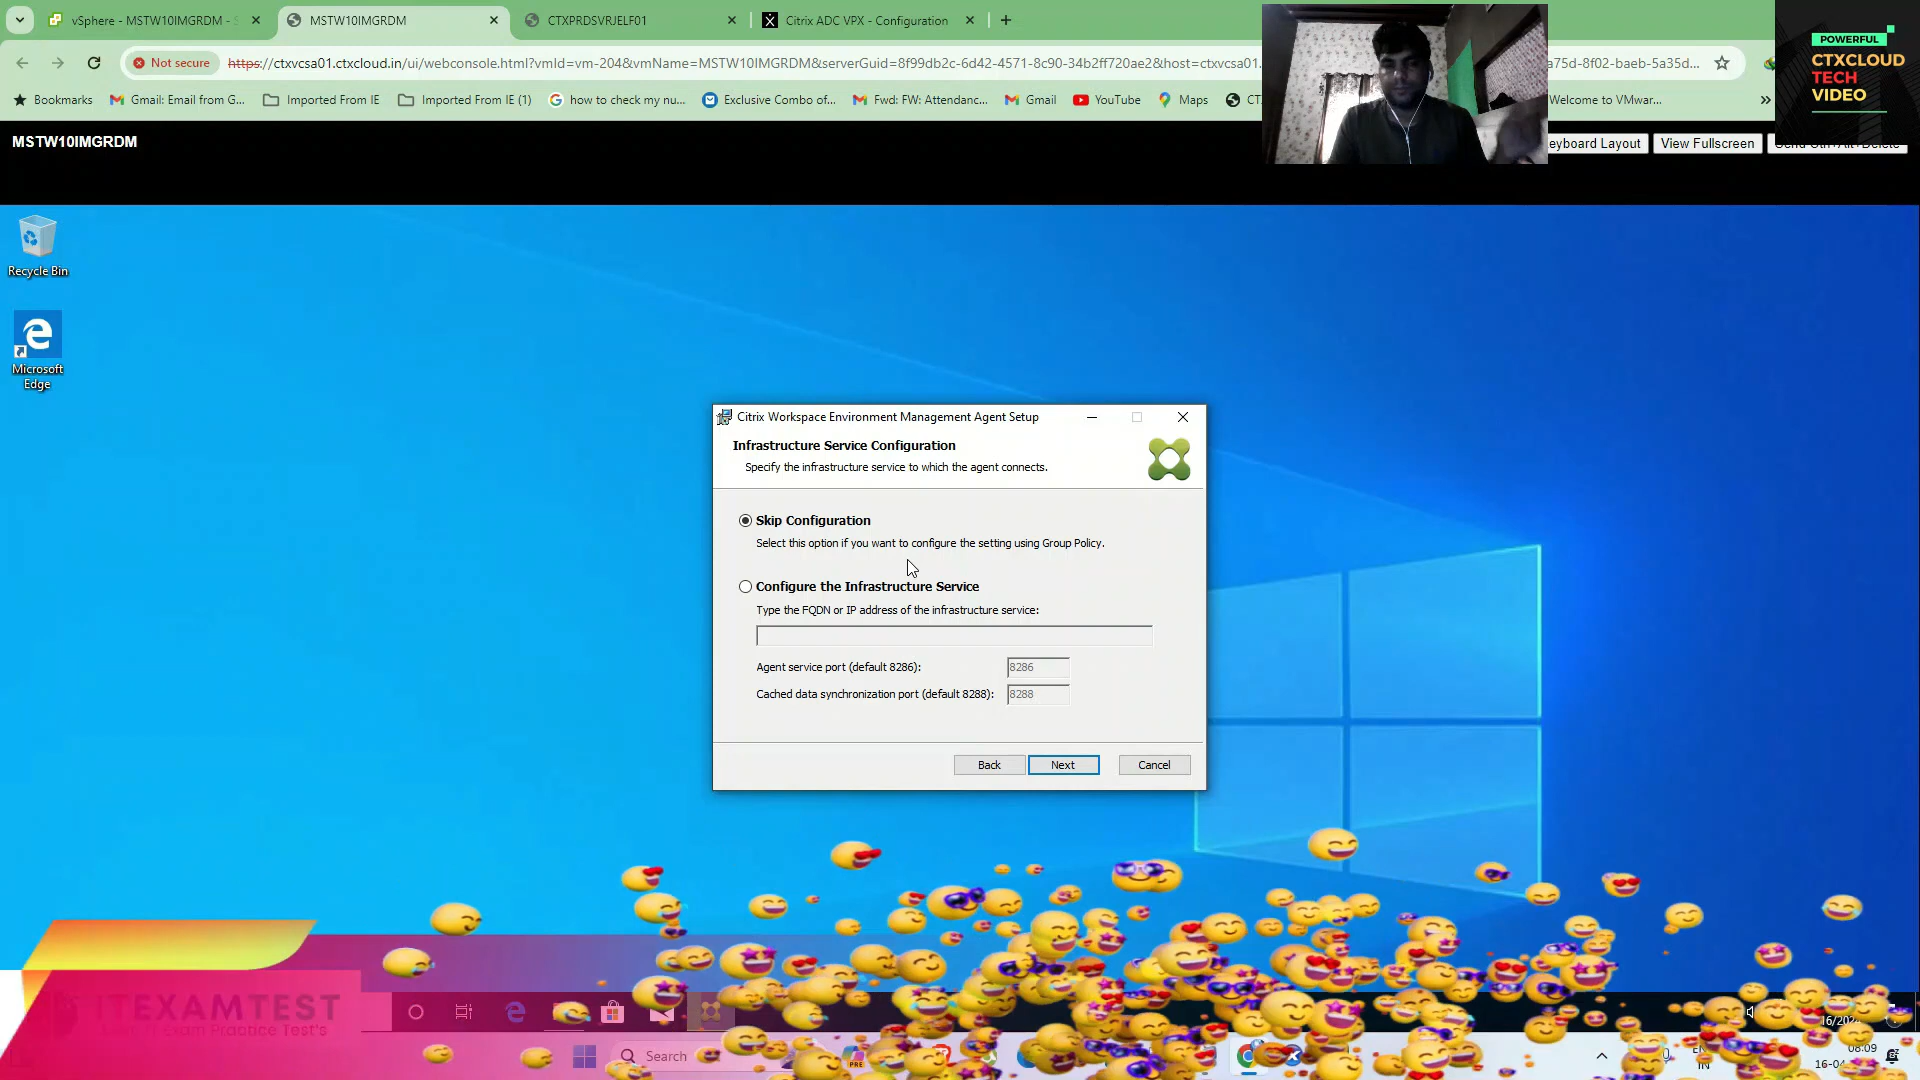 vSphere - MSTW10IMGRDM - S
MSTW10IMGRDM
CTXPRDSVRJELF01
Citrix ADC VPX - Configuration
Not secure
https://ctxvcsa01.ctxcloud.in/ui/webconsole.html?vmId=vm-204&vmName=MSTW10IMGRDM&serverGuid=8f99db2c-6d42-4571-8c90-34b2ff720ae2&host=ctxvcsa01.
a75d-8f02-baeb-5a35d...
Bookmarks
Gmail: Email from G...
Imported From IE
Imported From IE (1)
how to check my nu...
Exclusive Combo of...
Fwd: FW: Attendanc...
Gmail
YouTube
Maps
Welcome to VMwar...
POWERFUL
CTXCLOUD
TECH
VIDEO
MSTW10IMGRDM
eyboard Layout
View Fullscreen
Send Ctrl+Alt+Delete
Recycle Bin
Microsoft
Edge
Citrix Workspace Environment Management Agent Setup
Infrastructure Service Configuration
Specify the infrastructure service to which the agent connects.
Skip Configuration
Select this option if you want to configure the setting using Group Policy.
Configure the Infrastructure Service
Type the FQDN or IP address of the infrastructure service:
Agent service port (default 8286):
8286
Cached data synchronization port (default 8288):
8288
Back
Next
Cancel
ITEXAMTEST
Exam Practice Test's
Search
08:09